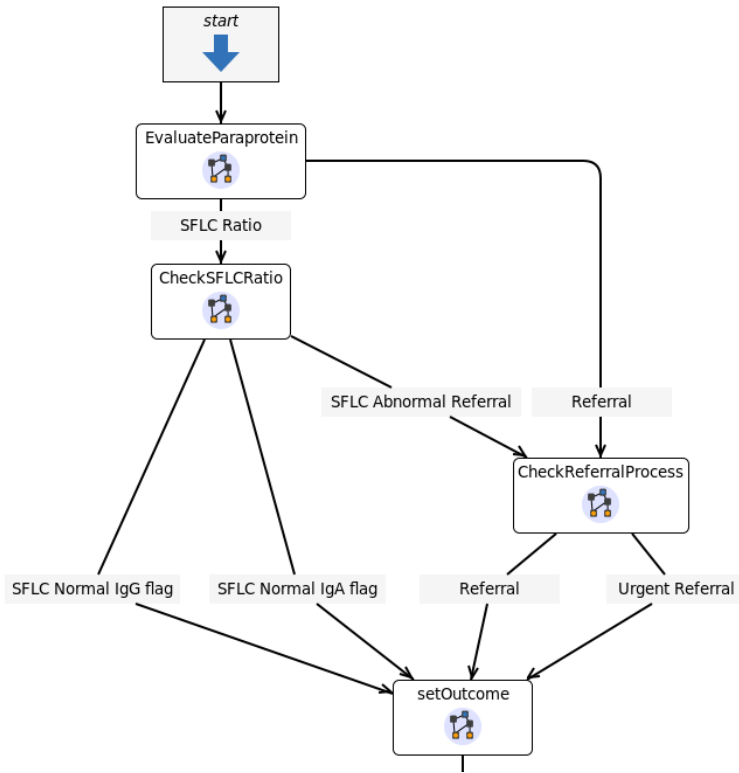 start
EvaluateParaprotein
SFLC Ratio
CheckSFLCRatio
SFLC Abnormal Referral
Referral
CheckReferralProcess
SFLC Normal IgG flag
SFLC Normal IgA flag
Referral
Urgent Referral
setOutcome